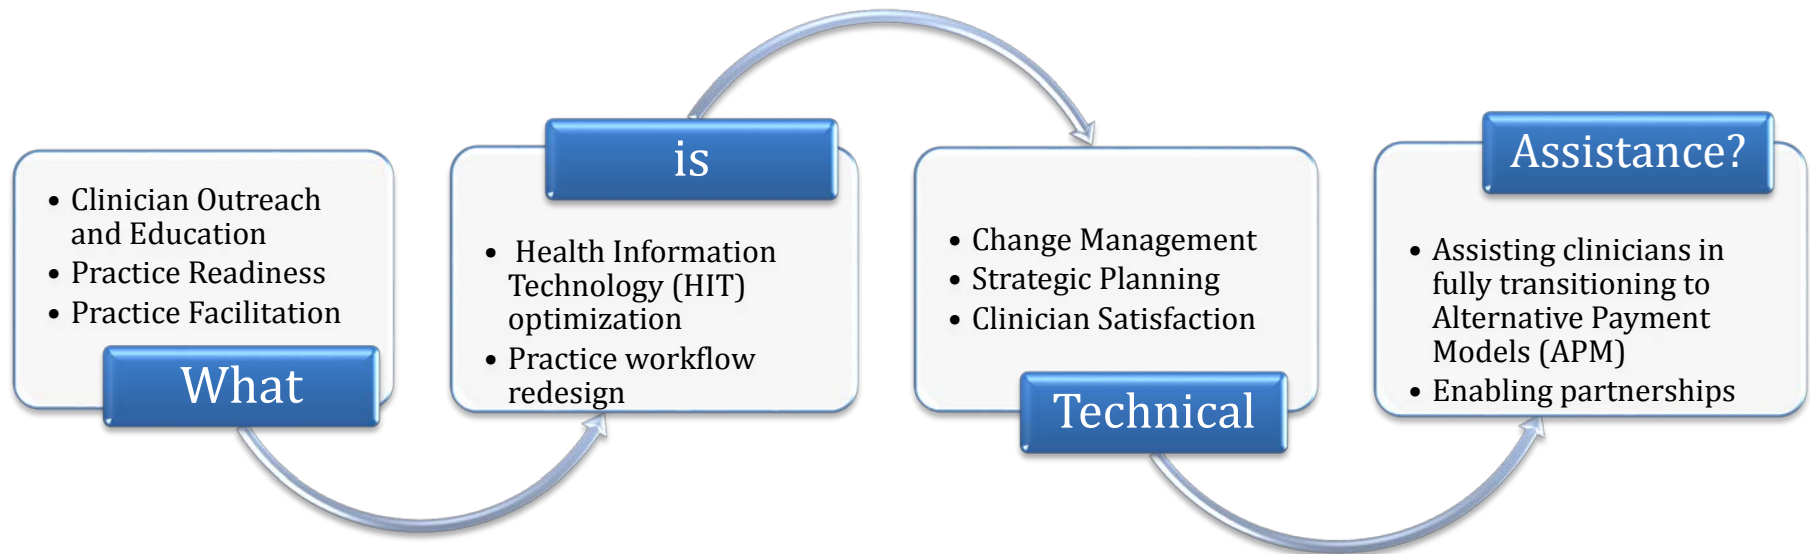 • Clinician Outreach
and Education
• Practice Readiness
• Practice Facilitation
What
is
• Health Information
Technology (HIT)
optimization
• Practice workflow
redesign
• Change Management
• Strategic Planning
• Clinician Satisfaction
Technical
Assistance?
• Assisting clinicians in
fully transitioning to
Alternative Payment
Models (APM)
• Enabling partnerships